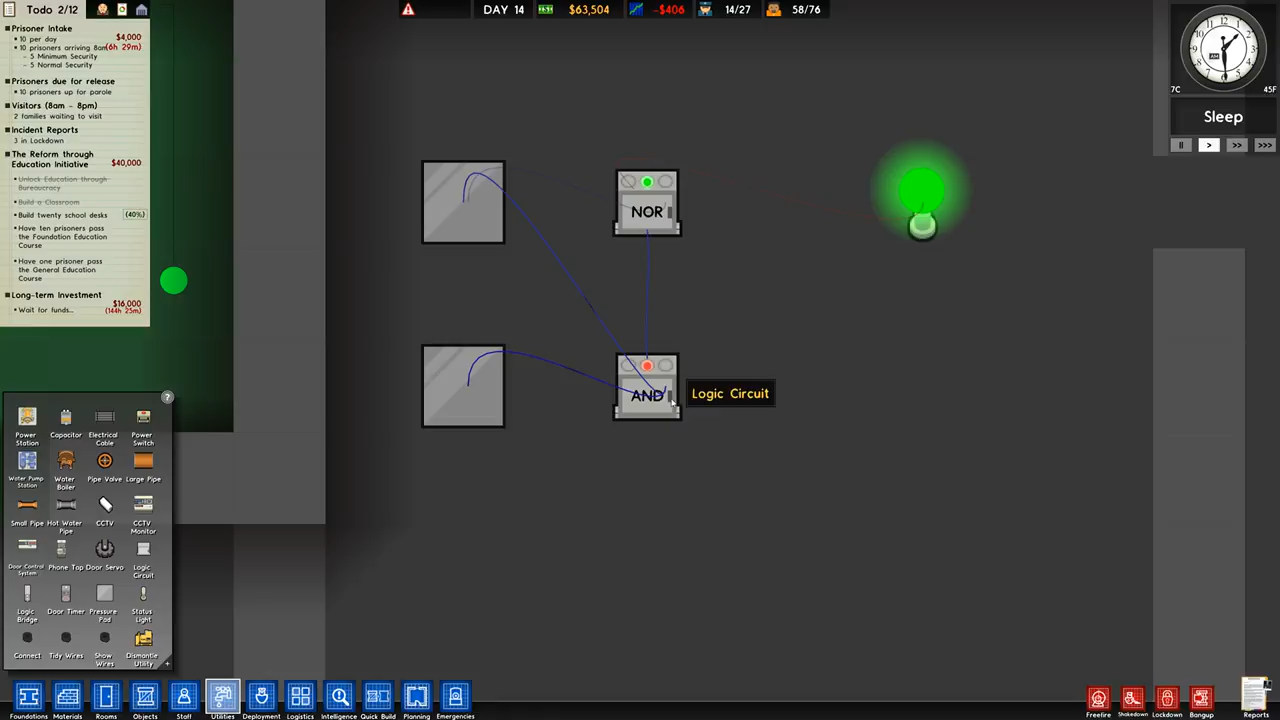 Todo 2/12
DAY 14
$63,504
-$406
14/27
58/76
Prisoner Intake
$4,000
10 per day
10 prisoners arriving 8am(6h 29m)
- 5 Minimum Security
- 5 Normal Security
Prisoners due for release
10 prisoners up for parole
Visitors (8am - 8pm)
2 families waiting to visit
Incident Reports
3 in Lockdown
The Reform through
Education Initiative $40,000
Unlock Education through
Bureaucracy
Build a Classroom
Build twenty school desks (40%)
Have ten prisoners pass
the Foundation Education
Course
Have one prisoner pass
the General Education
Course
Long-term Investment
$16,000
Wait for funds... (144h 25m)
AM
7C 45F
Sleep
NOR
AND
Logic Circuit
?
Power
Station
Capacitor
Electrical
Cable
Power
Switch
Water Pump
Station
Water
Boiler
Pipe Valve
Large Pipe
Small Pipe
Hot Water
Pipe
CCTV
CCTV
Monitor
Door Control
System
Phone Tap
Door Servo
Logic
Circuit
Logic
Bridge
Door Timer
Pressure
Pad
Status
Light
Connect
Tidy Wires
Show
Wires
Dismantle
Utility
Foundations
Materials
Rooms
Objects
Staff
Utilities
Deployment
Logistics
Intelligence
Quick Build
Planning
Emergencies
Freefire
Shakedown
Lockdown
Bangup
Reports